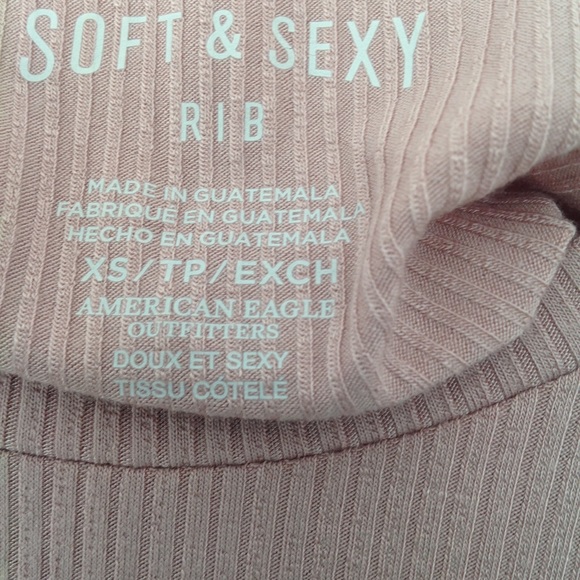 SOFT & SEXY
RIB
MADE IN GUATEMALA
FABRIQUE EN GUATEMALA
HECHO EN GUATEMALA
XS/TP/EXCH
AMERICAN EAGLE
OUTFITTERS
DOUX ET SEXY
TISSU CÔTELÉ